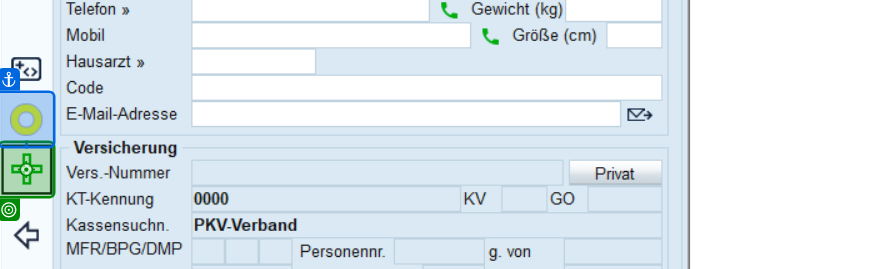 Telefon » Gewicht (kg)
Mobil Größe (cm)
Hausarzt »
Code
E-Mail-Adresse
Versicherung
Vers.-Nummer Privat
KT-Kennung 0000 KV GO
Kassensuchn. PKV-Verband
MFR/BPG/DMP Personennr. g. von